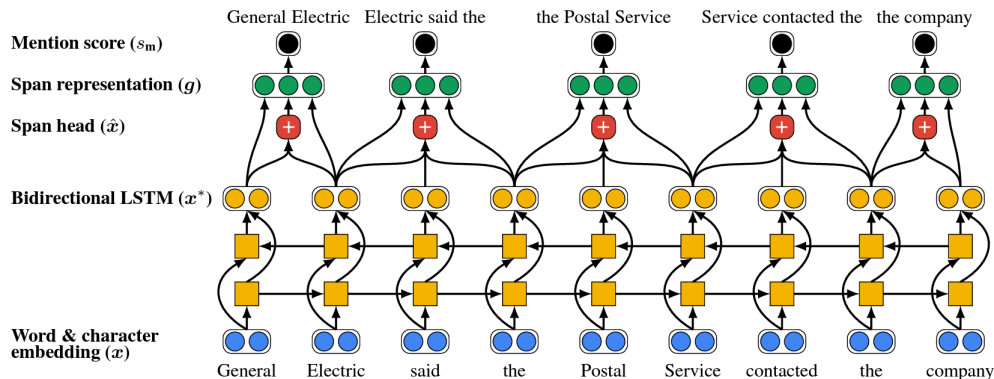 General Electric Electric said the the Postal Service Service contacted the the company
Mention score (sₘ)
Span representation (g)
+ + + + +
Span head (x̂)
Bidirectional LSTM (x*)
Word & character
embedding (x)
General Electric said the Postal Service contacted the company